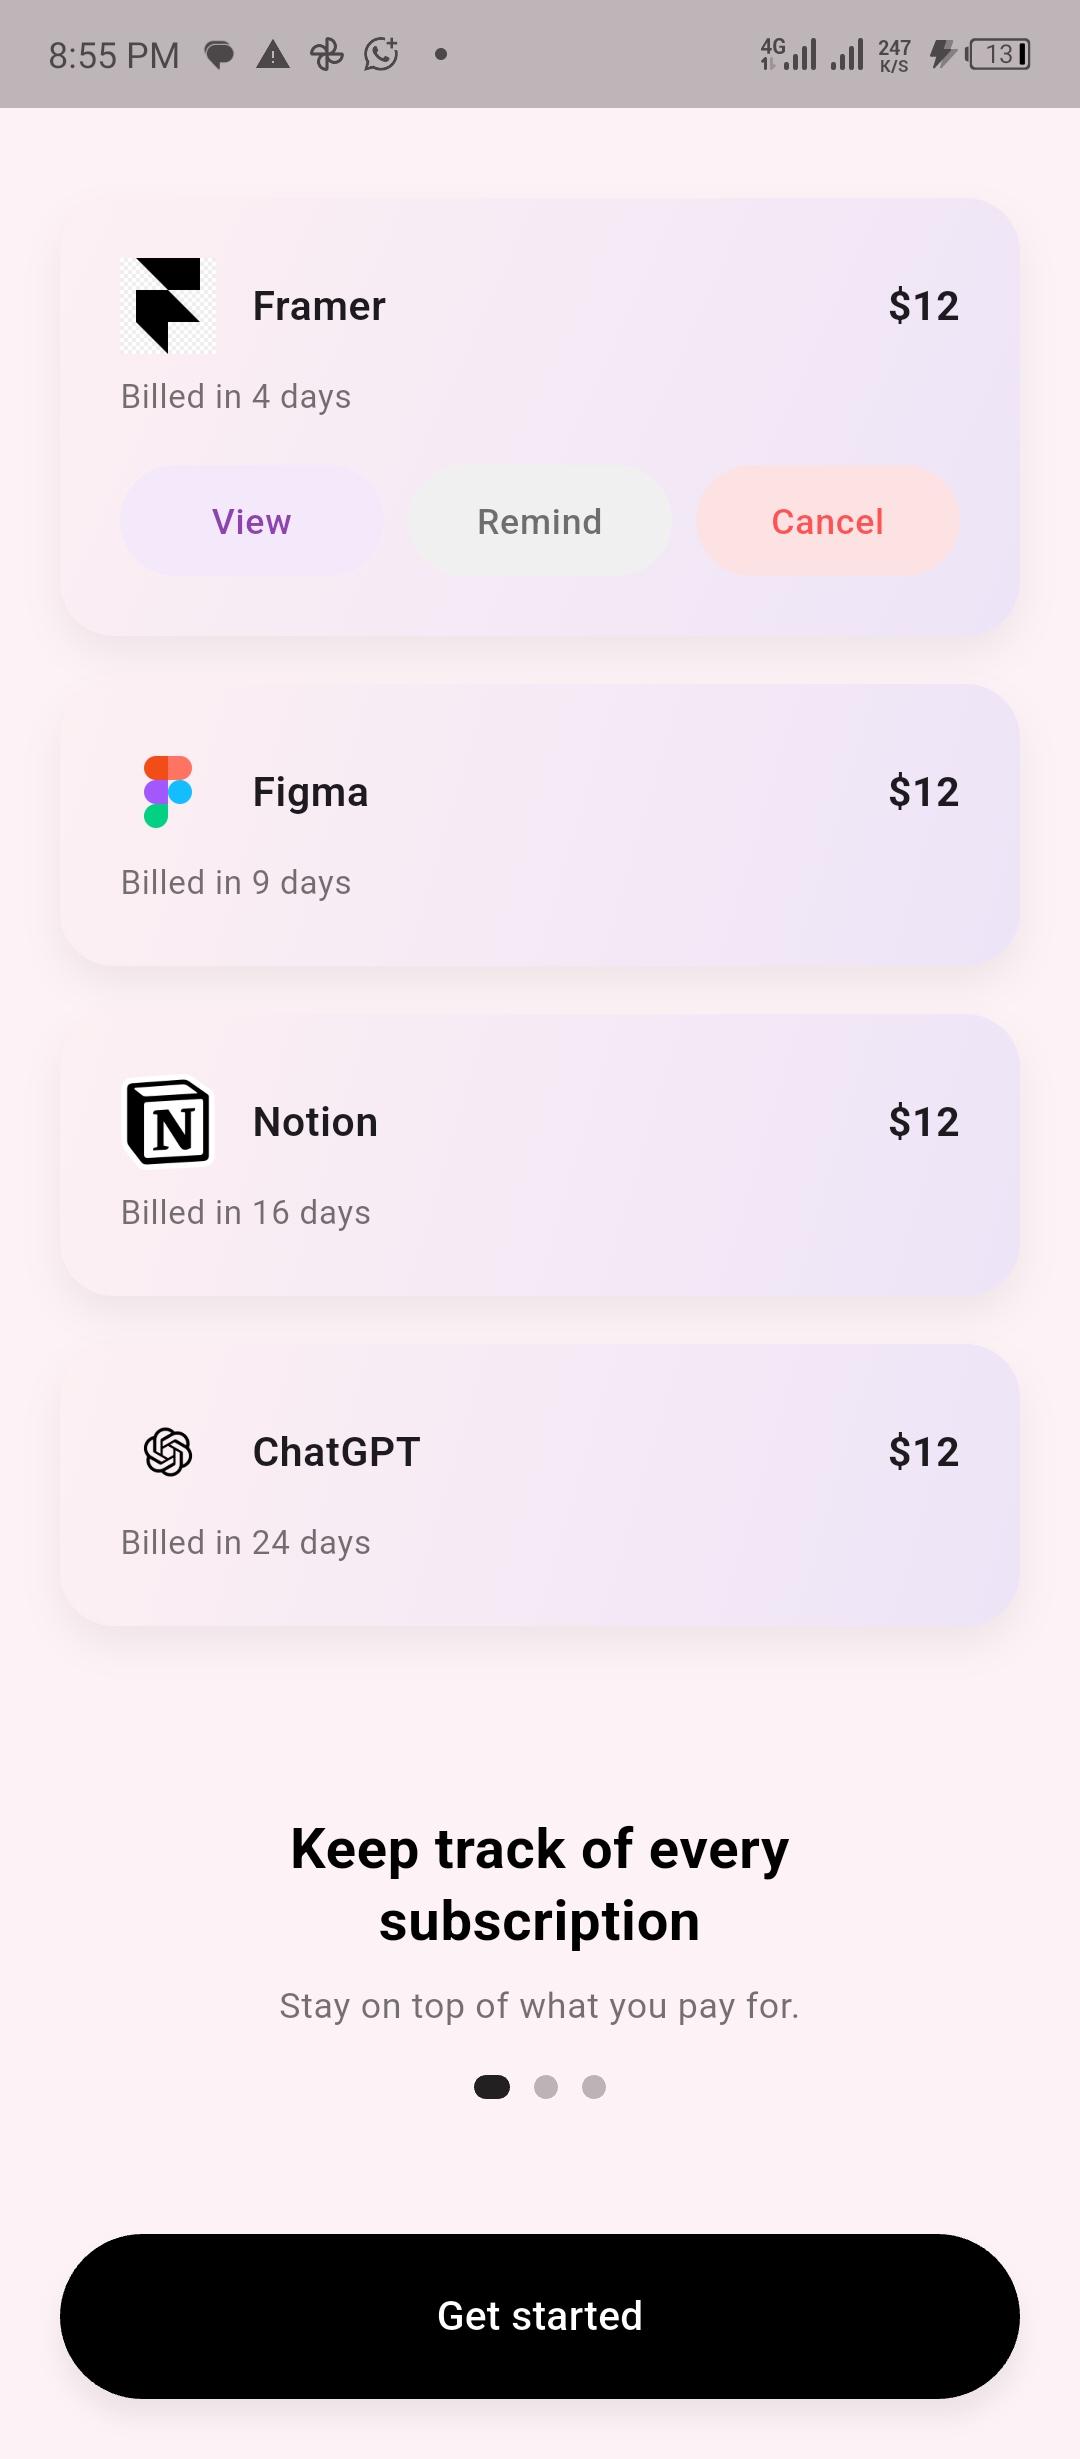 8:55 PM 4G 247 K/S 13
Framer $12
Billed in 4 days
View Remind Cancel
Figma $12
Billed in 9 days
N Notion $12
Billed in 16 days
ChatGPT $12
Billed in 24 days
Keep track of every
subscription
Stay on top of what you pay for.
Get started